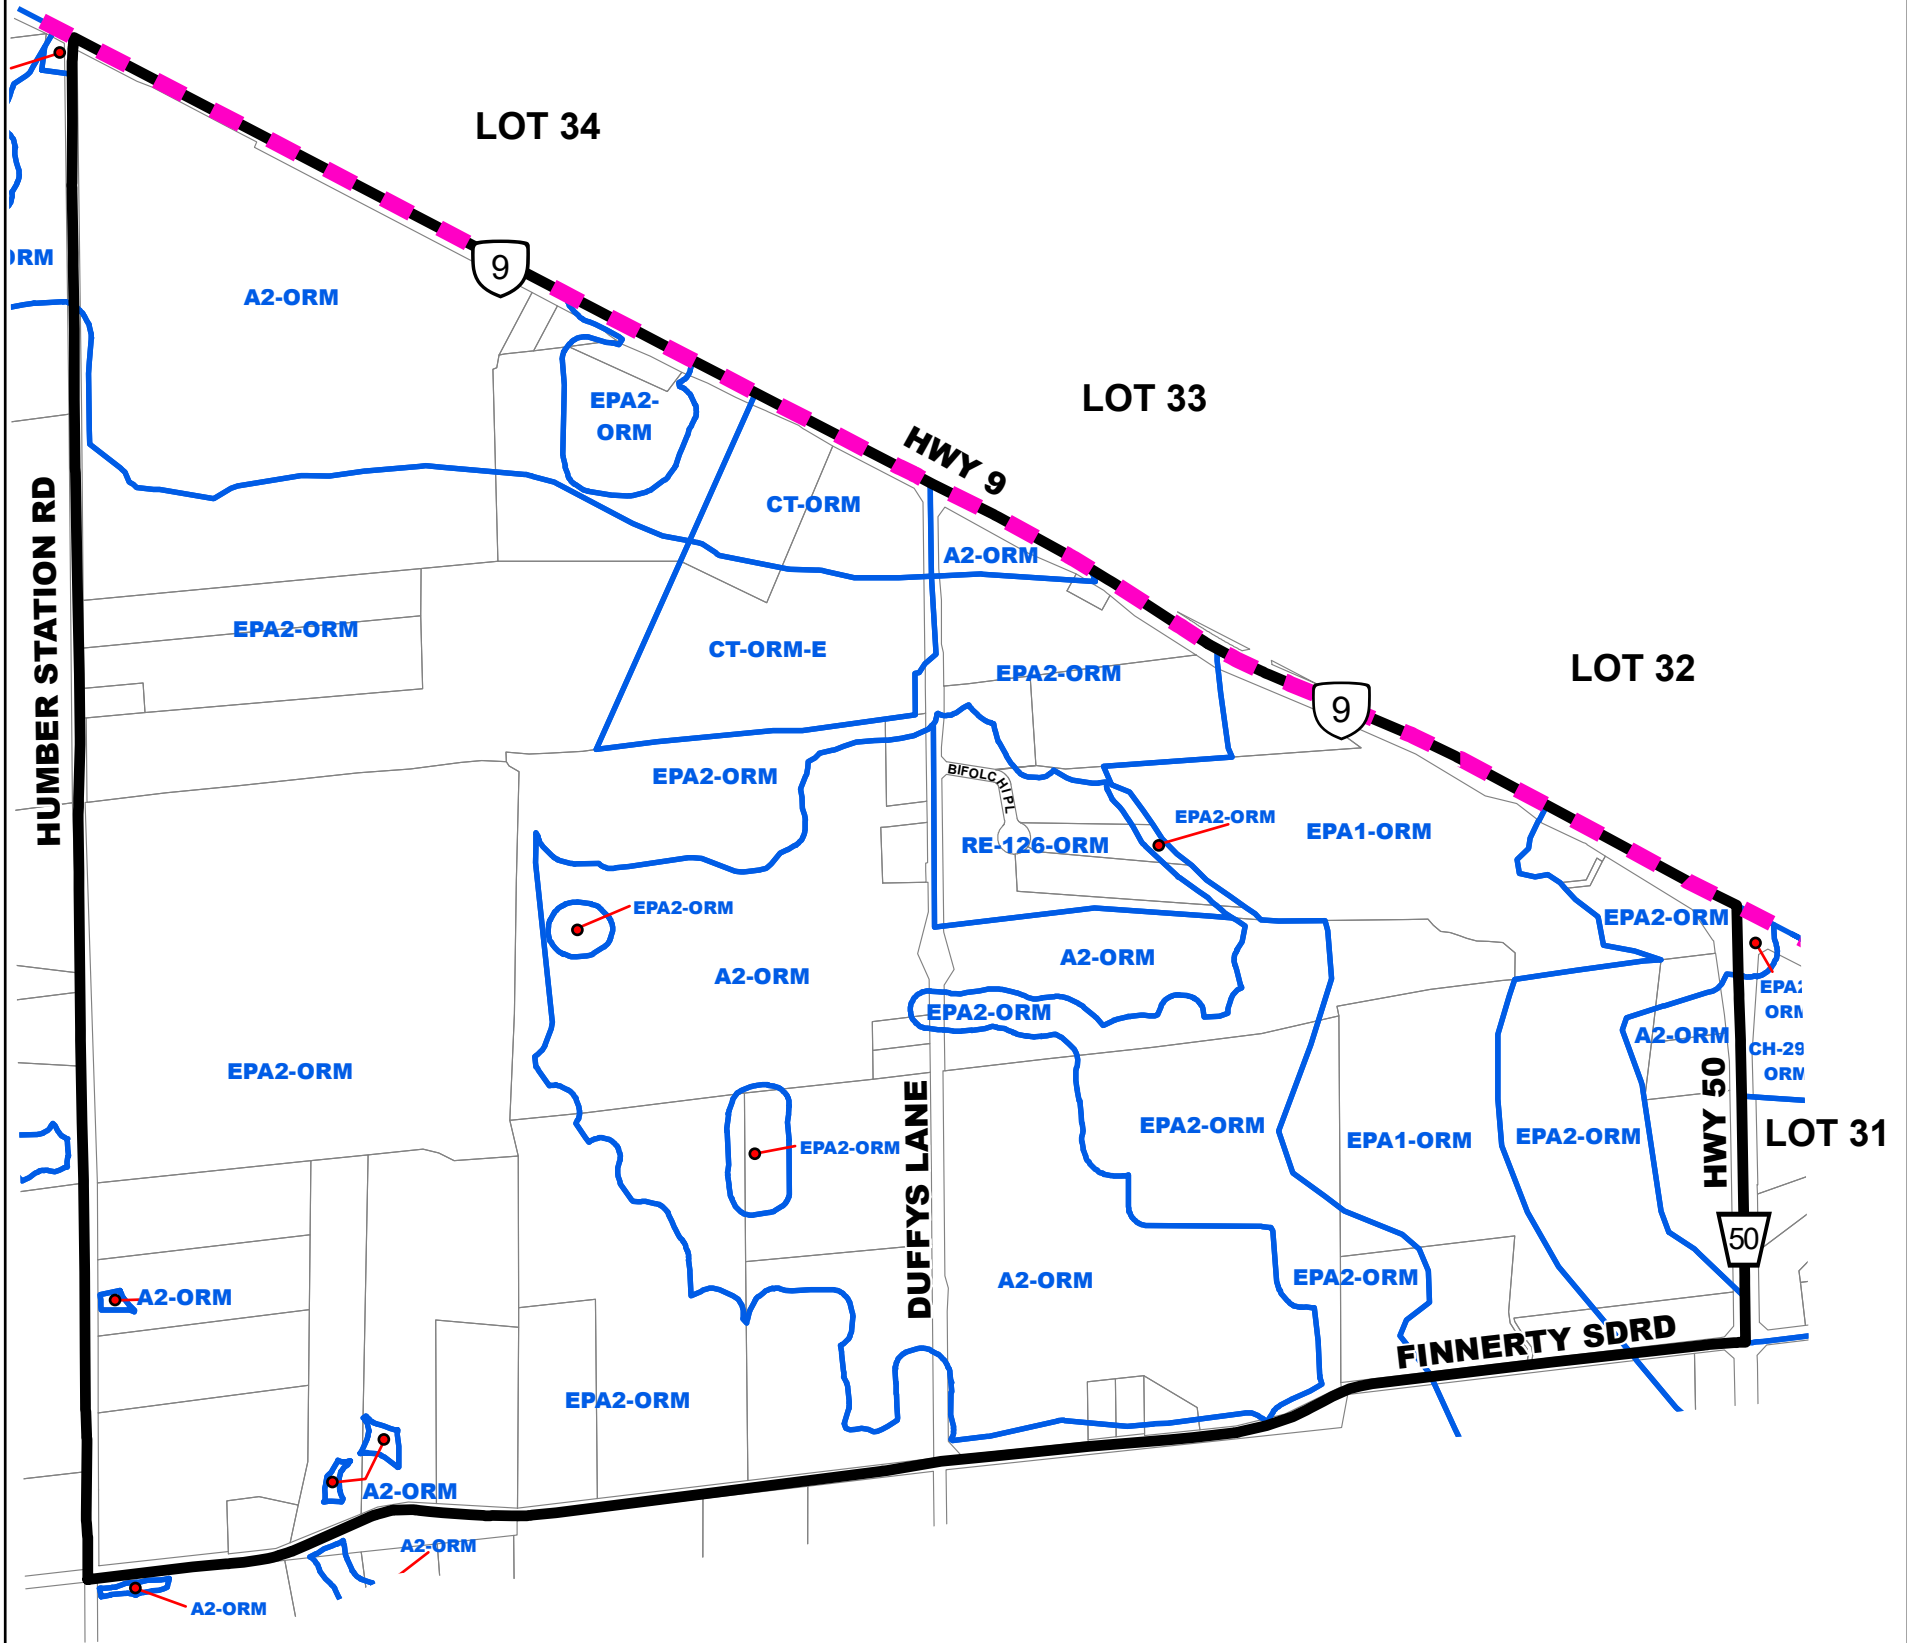 LOT 34
9
ORM
A2-ORM
EPA2-
ORM
LOT 33
HWY 9
CT-ORM
A2-ORM
HUMBER STATION RD
EPA2-ORM
CT-ORM-E
EPA2-ORM
LOT 32
9
EPA2-ORM
BIFOLCHI PL
EPA2-ORM
EPA1-ORM
RE-126-ORM
EPA2-ORM
EPA2-ORM
A2-ORM
A2-ORM
EPA2-ORM
EPA2
ORM
A2-ORM
CH-29
ORM
EPA2-ORM
DUFFYS LANE
EPA2-ORM
EPA2-ORM
EPA1-ORM
EPA2-ORM
HWY 50
LOT 31
50
A2-ORM
A2-ORM
EPA2-ORM
FINNERTY SDRD
EPA2-ORM
A2-ORM
A2-ORM
A2-ORM